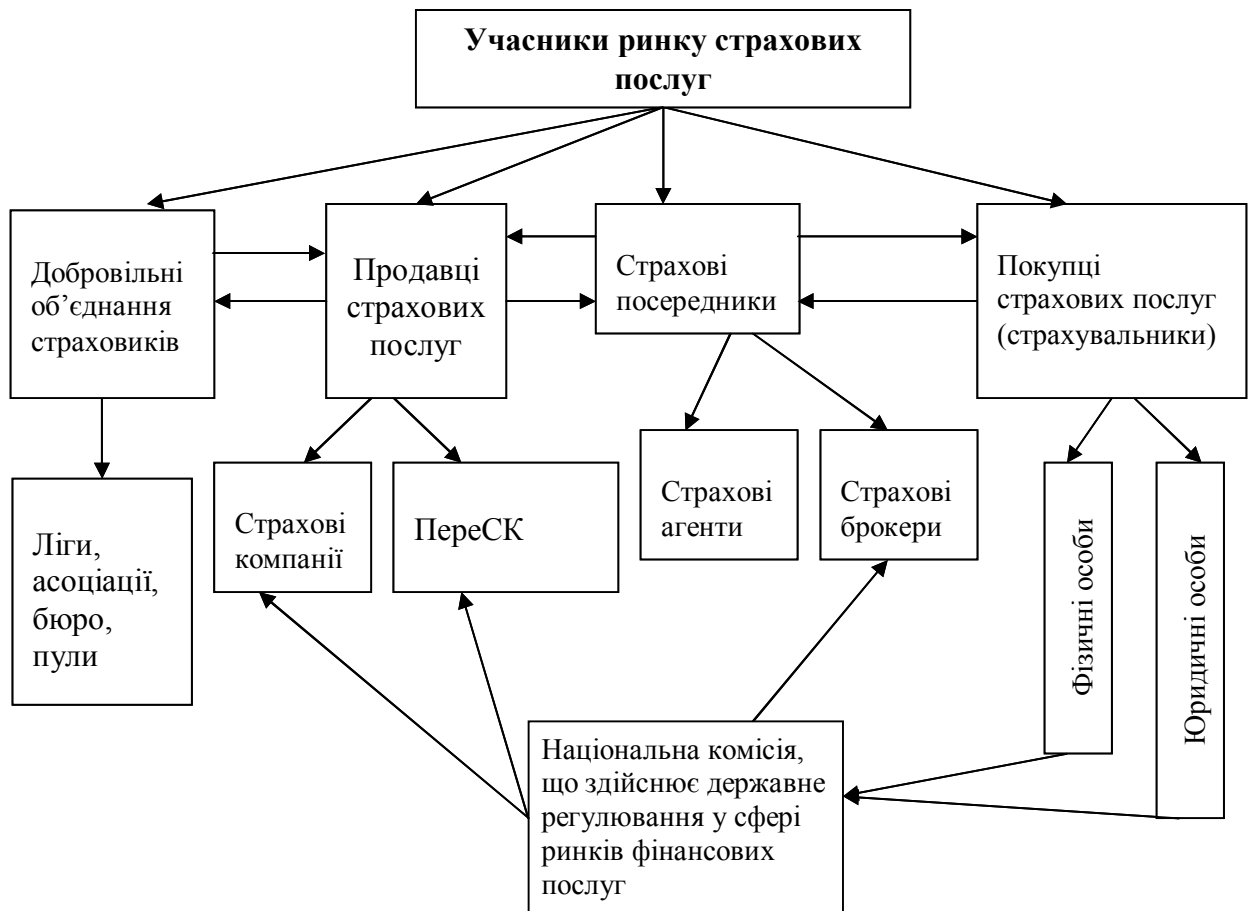 Учасники ринку страхових
послуг
Добровільні
об’єднання
страховиків
Продавці
страхових
послуг
Страхові
посередники
Покупці
страхових послуг
(страхувальники)
Ліги,
асоціації,
бюро,
пули
Страхові
компанії
ПереСК
Страхові
агенти
Страхові
брокери
Фізичні особи
Юридичні особи
Національна комісія,
що здійснює державне
регулювання у сфері
ринків фінансових
послуг